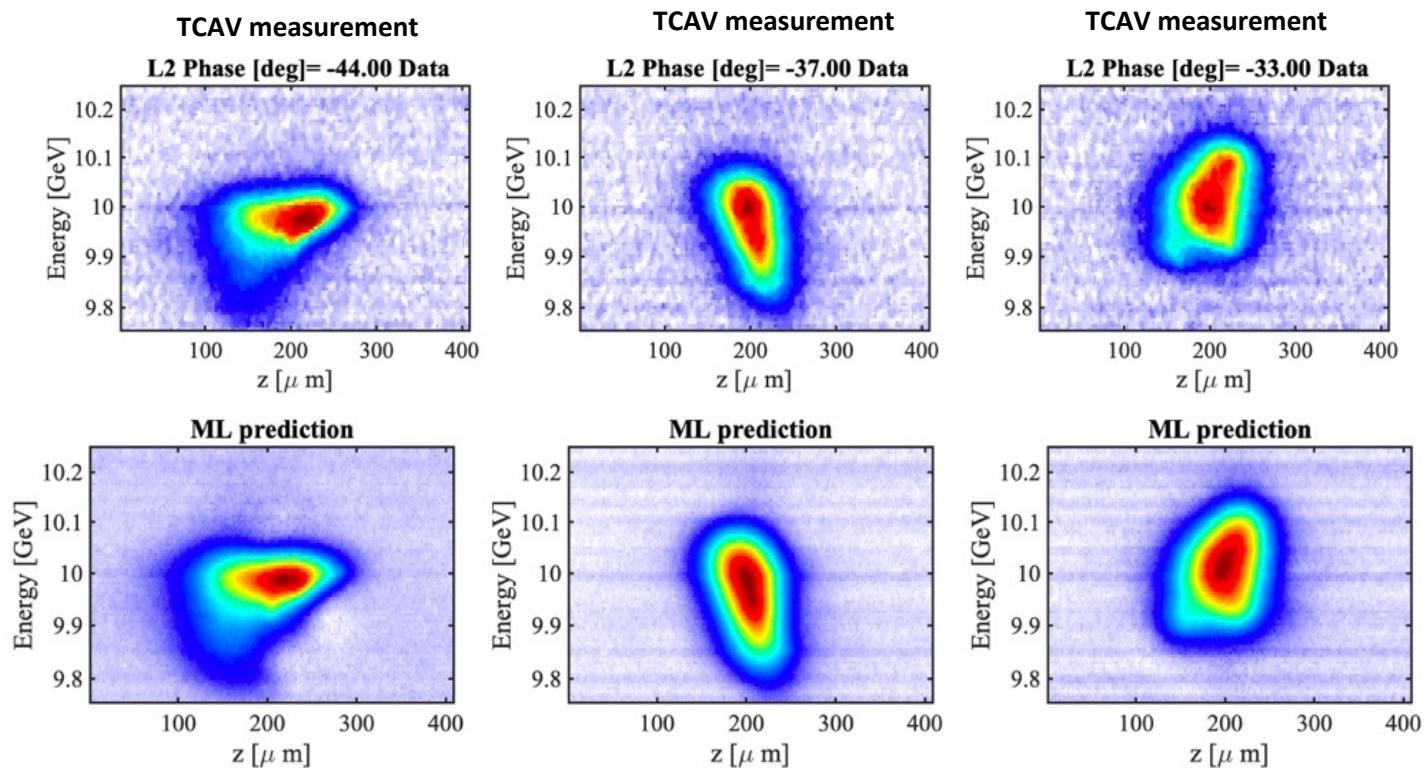 TCAV measurement TCAV measurement TCAV measurement
L2 Phase [deg]= -44.00 Data L2 Phase [deg]= -37.00 Data L2 Phase [deg]= -33.00 Data
10.2 10.2 10.2
10.1 10.1 10.1
10 10 10
9.9 9.9 9.9
9.8 9.8 9.8
Energy [GeV] Energy [GeV] Energy [GeV]
100 200 300 400 100 200 300 400 100 200 300 400
z [μ m] z [μ m] z [μ m]
ML prediction ML prediction ML prediction
10.2 10.2 10.2
10.1 10.1 10.1
10 10 10
9.9 9.9 9.9
9.8 9.8 9.8
Energy [GeV] Energy [GeV] Energy [GeV]
100 200 300 400 100 200 300 400 100 200 300 400
z [μ m] z [μ m] z [μ m]